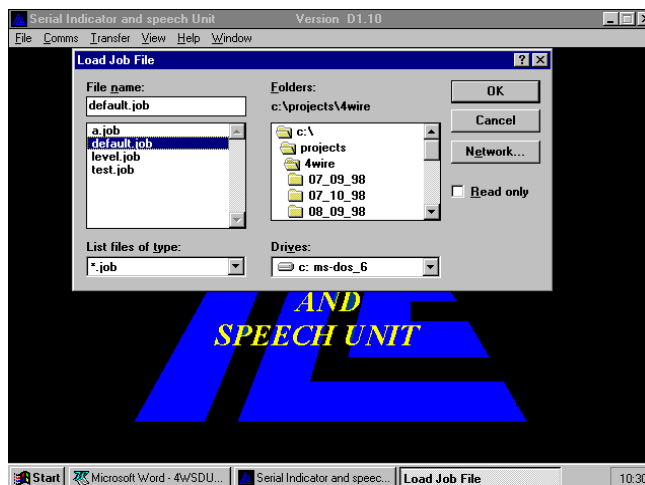 Serial Indicator and speech Unit Version D1.10
File Comms Transfer View Help Window
Load Job File
File name:
default.job
a.job
default.job
level.job
test.job
List files of type:
*.job
Folders:
c:\projects\4wire
c:\
projects
4wire
07_09_98
07_10_98
08_09_98
Drives:
c: ms-dos_6
OK
Cancel
Network...
Read only
AND
SPEECH UNIT
Start Microsoft Word - 4WSDU... Serial Indicator and speec... Load Job File 10:30